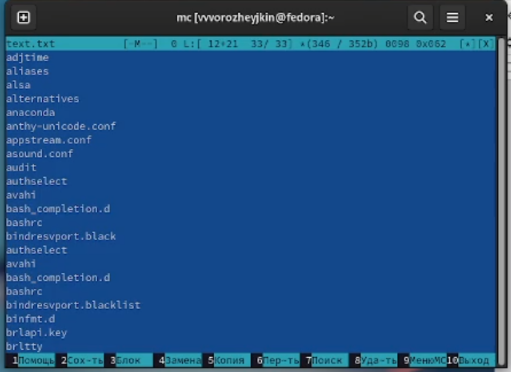 mc [vvorozheyjkin@fedora]:~
text.txt [-M--] 0 L:[ 12+21 33/ 33] *(346 / 352b) 0098 0x062 [*][X]
adjtime
aliases
alsa
alternatives
anaconda
anthy-unicode.conf
appstream.conf
asound.conf
audit
authselect
avahi
bash_completion.d
bashrc
bindresvport.black
authselect
avahi
bash_completion.d
bashrc
bindresvport.blacklist
binfmt.d
brlapi.key
brltty
1Помощь 2Сох-ть 3Блок 4Замена 5Копия 6Пер-ть 7Поиск 8Уда-ть 9МенюМС 10Выход